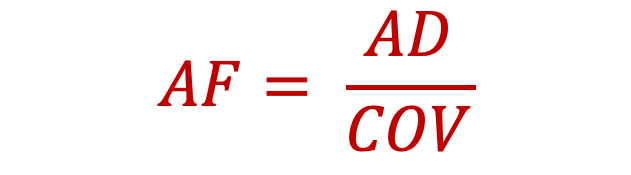 AF = AD / COV